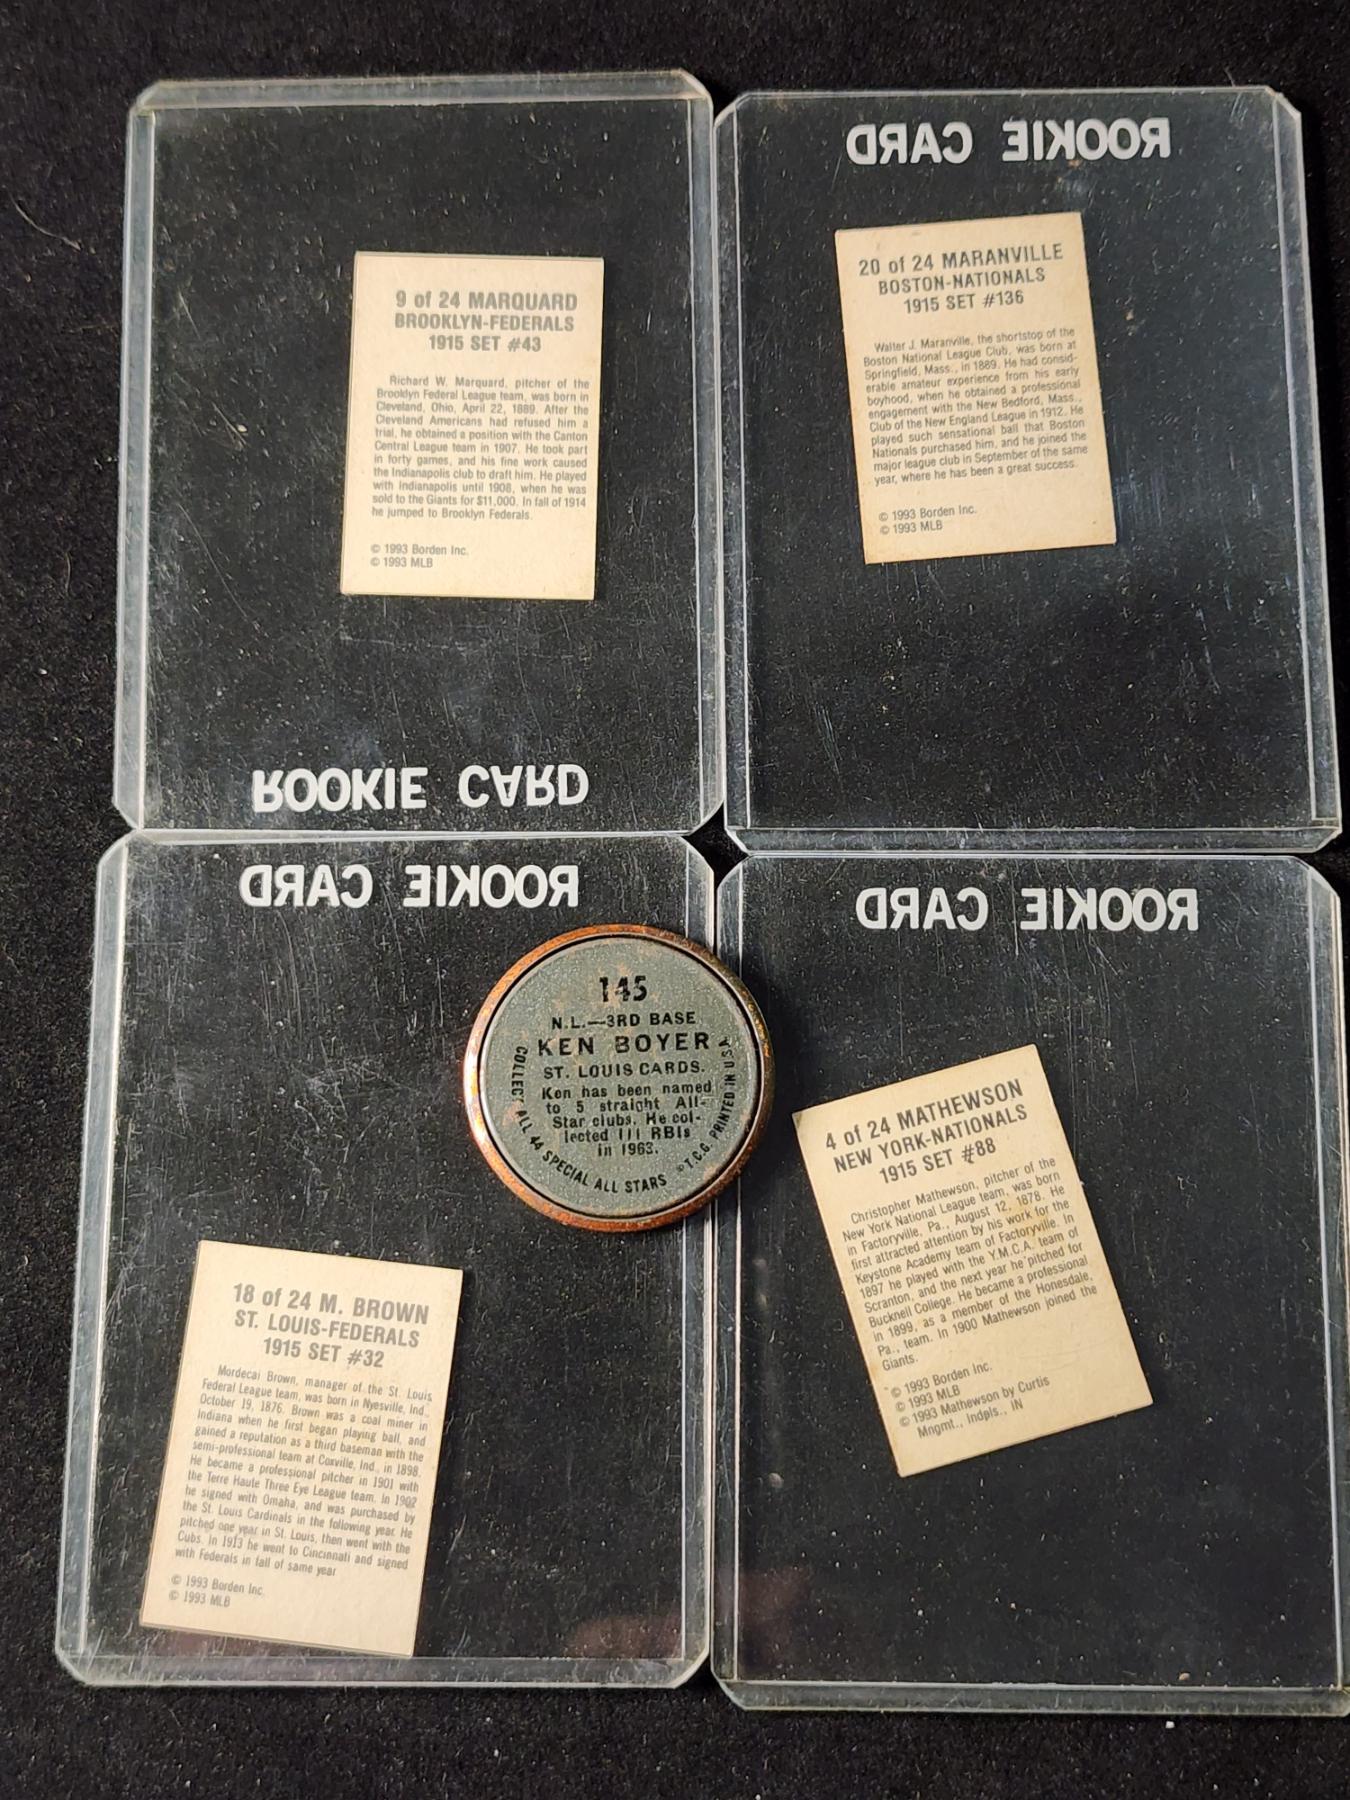 9 of 24 MARQUARD
BROOKLYN-FEDERALS
1915 SET #43
Richard W. Marquard, pitcher of the
Brooklyn Federal League team, was born in
Cleveland, Ohio, April 22, 1889. After the
Cleveland Americans had refused him a
trial, he obtained a position with the Canton
Central League team in 1907. He took part
in forty games, and his fine work caused
the Indianapolis club to draft him. He played
with Indianapolis until 1908, when he was
sold to the Giants for $11,000. In fall of 1914
he jumped to Brooklyn Federals.
© 1993 Borden Inc.
© 1993 MLB
ROOKIE CARD
ROOKIE CARD
20 of 24 MARANVILLE
BOSTON-NATIONALS
1915 SET #136
Walter J. Maranville, the shortstop of the
Boston National League Club, was born at
Springfield, Mass., in 1889. He had consid-
erable amateur experience from his early
boyhood, when he obtained a professional
engagement with the New Bedford, Mass.,
Club of the New England League in 1912. He
played such sensational ball that Boston
Nationals purchased him, and he joined the
major league club in September of the same
year, where he has been a great success.
© 1993 Borden Inc.
© 1993 MLB
ROOKIE CARD
145
N.L.—3RD BASE
KEN BOYER
ST. LOUIS CARDS.
Ken has been named
to 5 straight All-
Star clubs. He col-
lected 111 RBIs
in 1963.
COLLECT ALL 44 SPECIAL ALL STARS
©T.C.G. PRINTED IN U.S.A.
18 of 24 M. BROWN
ST. LOUIS-FEDERALS
1915 SET #32
Mordecai Brown, manager of the St. Louis
Federal League team, was born in Nyesville, Ind.,
October 19, 1876. Brown was a coal miner in
Indiana when he first began playing ball, and
gained a reputation as a third baseman with the
semi-professional team at Coxville, Ind., in 1898.
He became a professional pitcher in 1901 with
the Terre Haute Three Eye League team. In 1902
he signed with Omaha, and was purchased by
the St. Louis Cardinals in the following year. He
pitched one year in St. Louis, then went with the
Cubs. In 1913 he went to Cincinnati and signed
with Federals in fall of same year
© 1993 Borden Inc.
© 1993 MLB
ROOKIE CARD
4 of 24 MATHEWSON
NEW YORK-NATIONALS
1915 SET #88
Christopher Mathewson, pitcher of the
New York National League team, was born
in Factoryville, Pa., August 12, 1878. He
first attracted attention by his work for the
Keystone Academy team of Factoryville. In
1897 he played with the Y.M.C.A. team of
Scranton, and the next year he pitched for
Bucknell College. He became a professional
in 1899, as a member of the Honnesdale,
Pa., team. In 1900 Mathewson joined the
Giants.
© 1993 Borden Inc.
© 1993 MLB
© 1993 Mathewson by Curtis
Mngmt., Indpls., IN